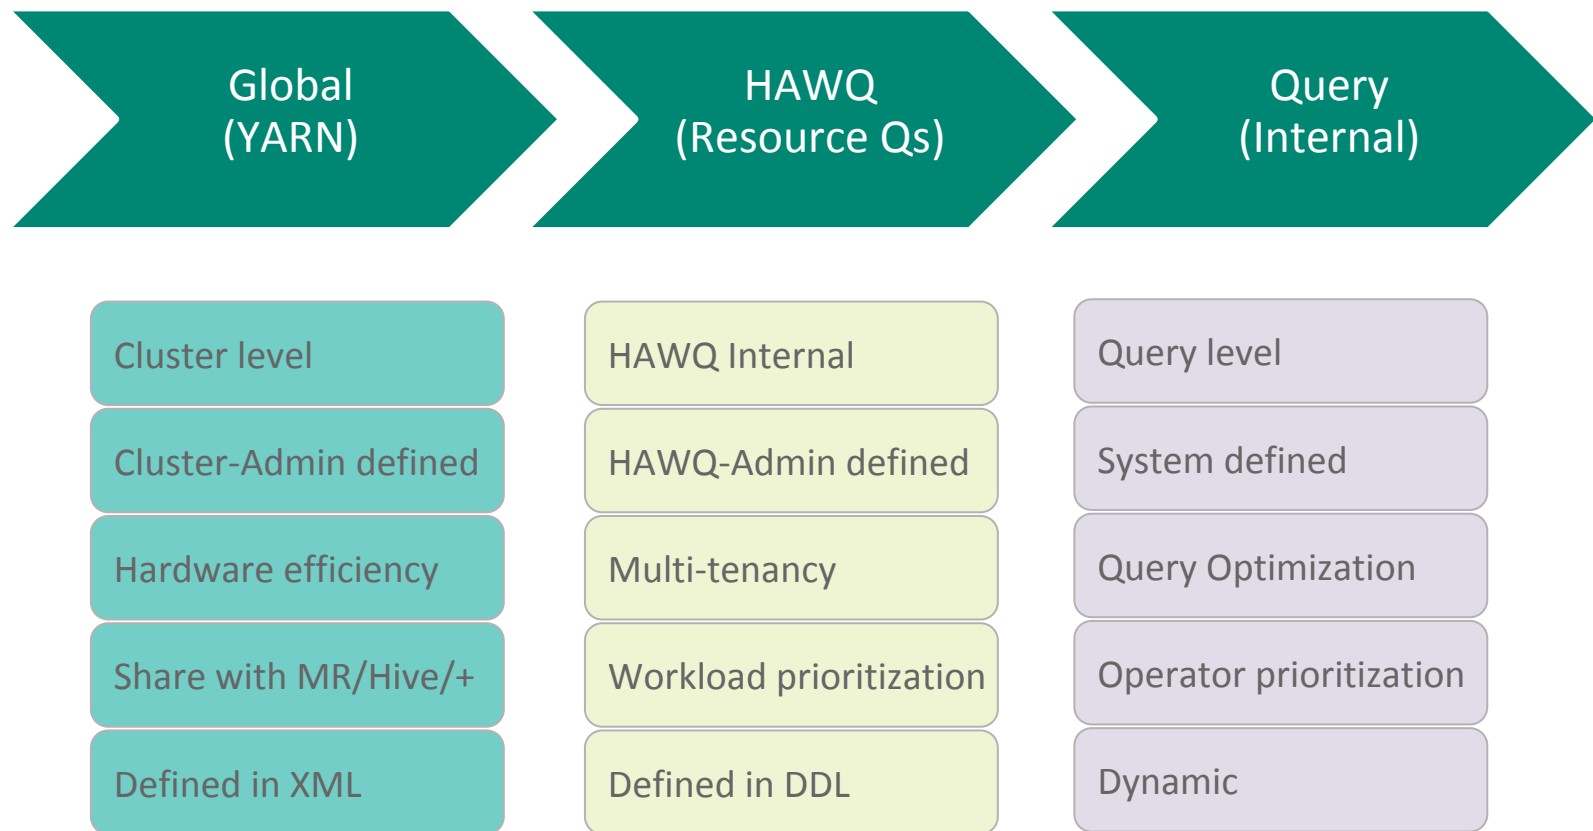 Global
(YARN)
HAWQ
(Resource Qs)
Query
(Internal)
Cluster level
Cluster-Admin defined
Hardware efficiency
Share with MR/Hive/+
Defined in XML
HAWQ Internal
HAWQ-Admin defined
Multi-tenancy
Workload prioritization
Defined in DDL
Query level
System defined
Query Optimization
Operator prioritization
Dynamic